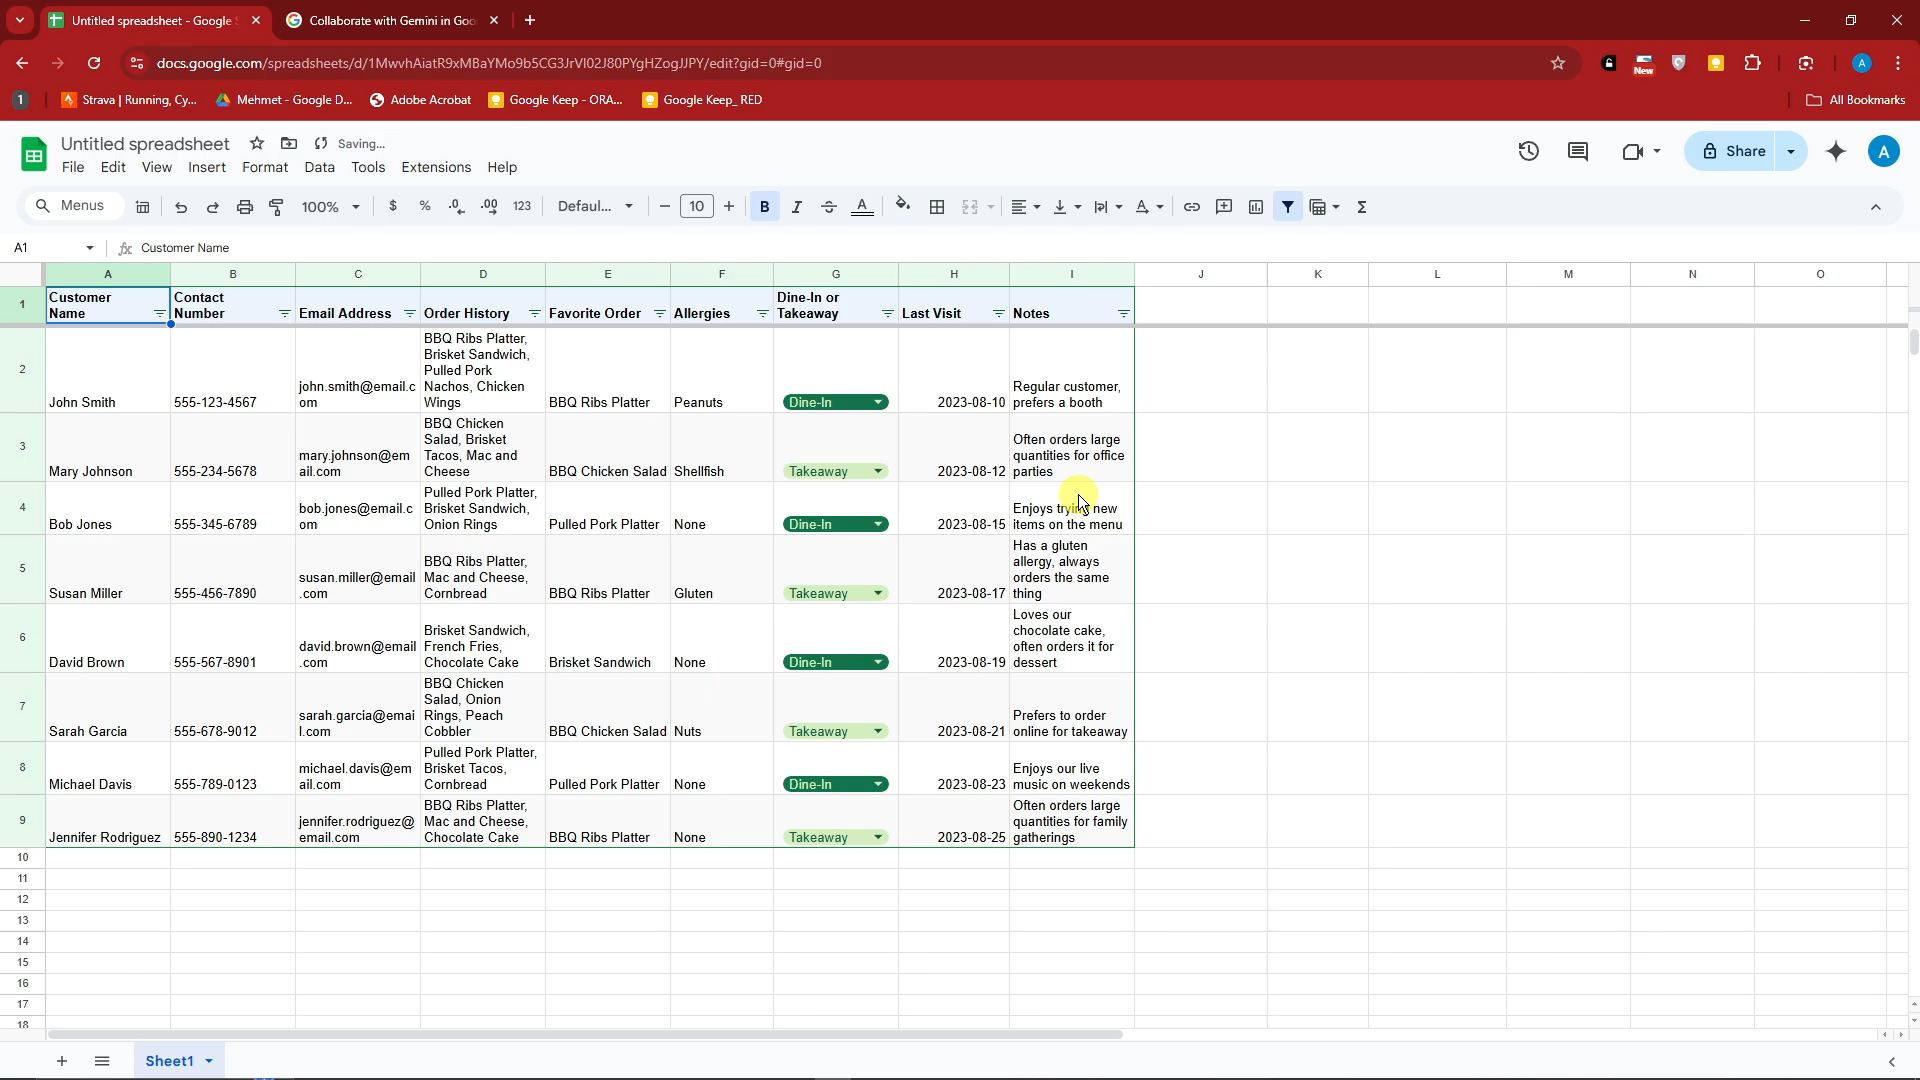 Untitled spreadsheet - Google S
Collaborate with Gemini in Goo
docs.google.com/spreadsheets/d/1MwvhAiatR9xMBaYMo9b5CG3JrVI02J80PYgHZogJJPY/edit?gid=0#gid=0
New
A
1
Strava | Running, Cy...
Mehmet - Google D...
Adobe Acrobat
Google Keep - ORA...
Google Keep_ RED
All Bookmarks
Untitled spreadsheet
Saving...
File Edit View Insert Format Data Tools Extensions Help
Share
A
Menus
100%
$ % .0 .00 123
Defaul...
10
B I A
A1
fx Customer Name
A B C D E F G H I J K L M N O
1
Customer
Name
Contact
Number
Email Address
Order History
Favorite Order
Allergies
Dine-In or
Takeaway
Last Visit
Notes
2
John Smith
555-123-4567
john.smith@email.c
om
BBQ Ribs Platter,
Brisket Sandwich,
Pulled Pork
Nachos, Chicken
Wings
BBQ Ribs Platter
Peanuts
Dine-In
2023-08-10
Regular customer,
prefers a booth
3
Mary Johnson
555-234-5678
mary.johnson@em
ail.com
BBQ Chicken
Salad, Brisket
Tacos, Mac and
Cheese
BBQ Chicken Salad
Shellfish
Takeaway
2023-08-12
Often orders large
quantities for office
parties
4
Bob Jones
555-345-6789
bob.jones@email.c
om
Pulled Pork Platter,
Brisket Sandwich,
Onion Rings
Pulled Pork Platter
None
Dine-In
2023-08-15
Enjoys trying new
items on the menu
5
Susan Miller
555-456-7890
susan.miller@email
.com
BBQ Ribs Platter,
Mac and Cheese,
Cornbread
BBQ Ribs Platter
Gluten
Takeaway
2023-08-17
Has a gluten
allergy, always
orders the same
thing
6
David Brown
555-567-8901
david.brown@email
.com
Brisket Sandwich,
French Fries,
Chocolate Cake
Brisket Sandwich
None
Dine-In
2023-08-19
Loves our
chocolate cake,
often orders it for
dessert
7
Sarah Garcia
555-678-9012
sarah.garcia@emai
l.com
BBQ Chicken
Salad, Onion
Rings, Peach
Cobbler
BBQ Chicken Salad
Nuts
Takeaway
2023-08-21
Prefers to order
online for takeaway
8
Michael Davis
555-789-0123
michael.davis@em
ail.com
Pulled Pork Platter,
Brisket Tacos,
Cornbread
Pulled Pork Platter
None
Dine-In
2023-08-23
Enjoys our live
music on weekends
9
Jennifer Rodriguez
555-890-1234
jennifer.rodriguez@
email.com
BBQ Ribs Platter,
Mac and Cheese,
Chocolate Cake
BBQ Ribs Platter
None
Takeaway
2023-08-25
Often orders large
quantities for family
gatherings
10
11
12
13
14
15
16
17
18
Sheet1